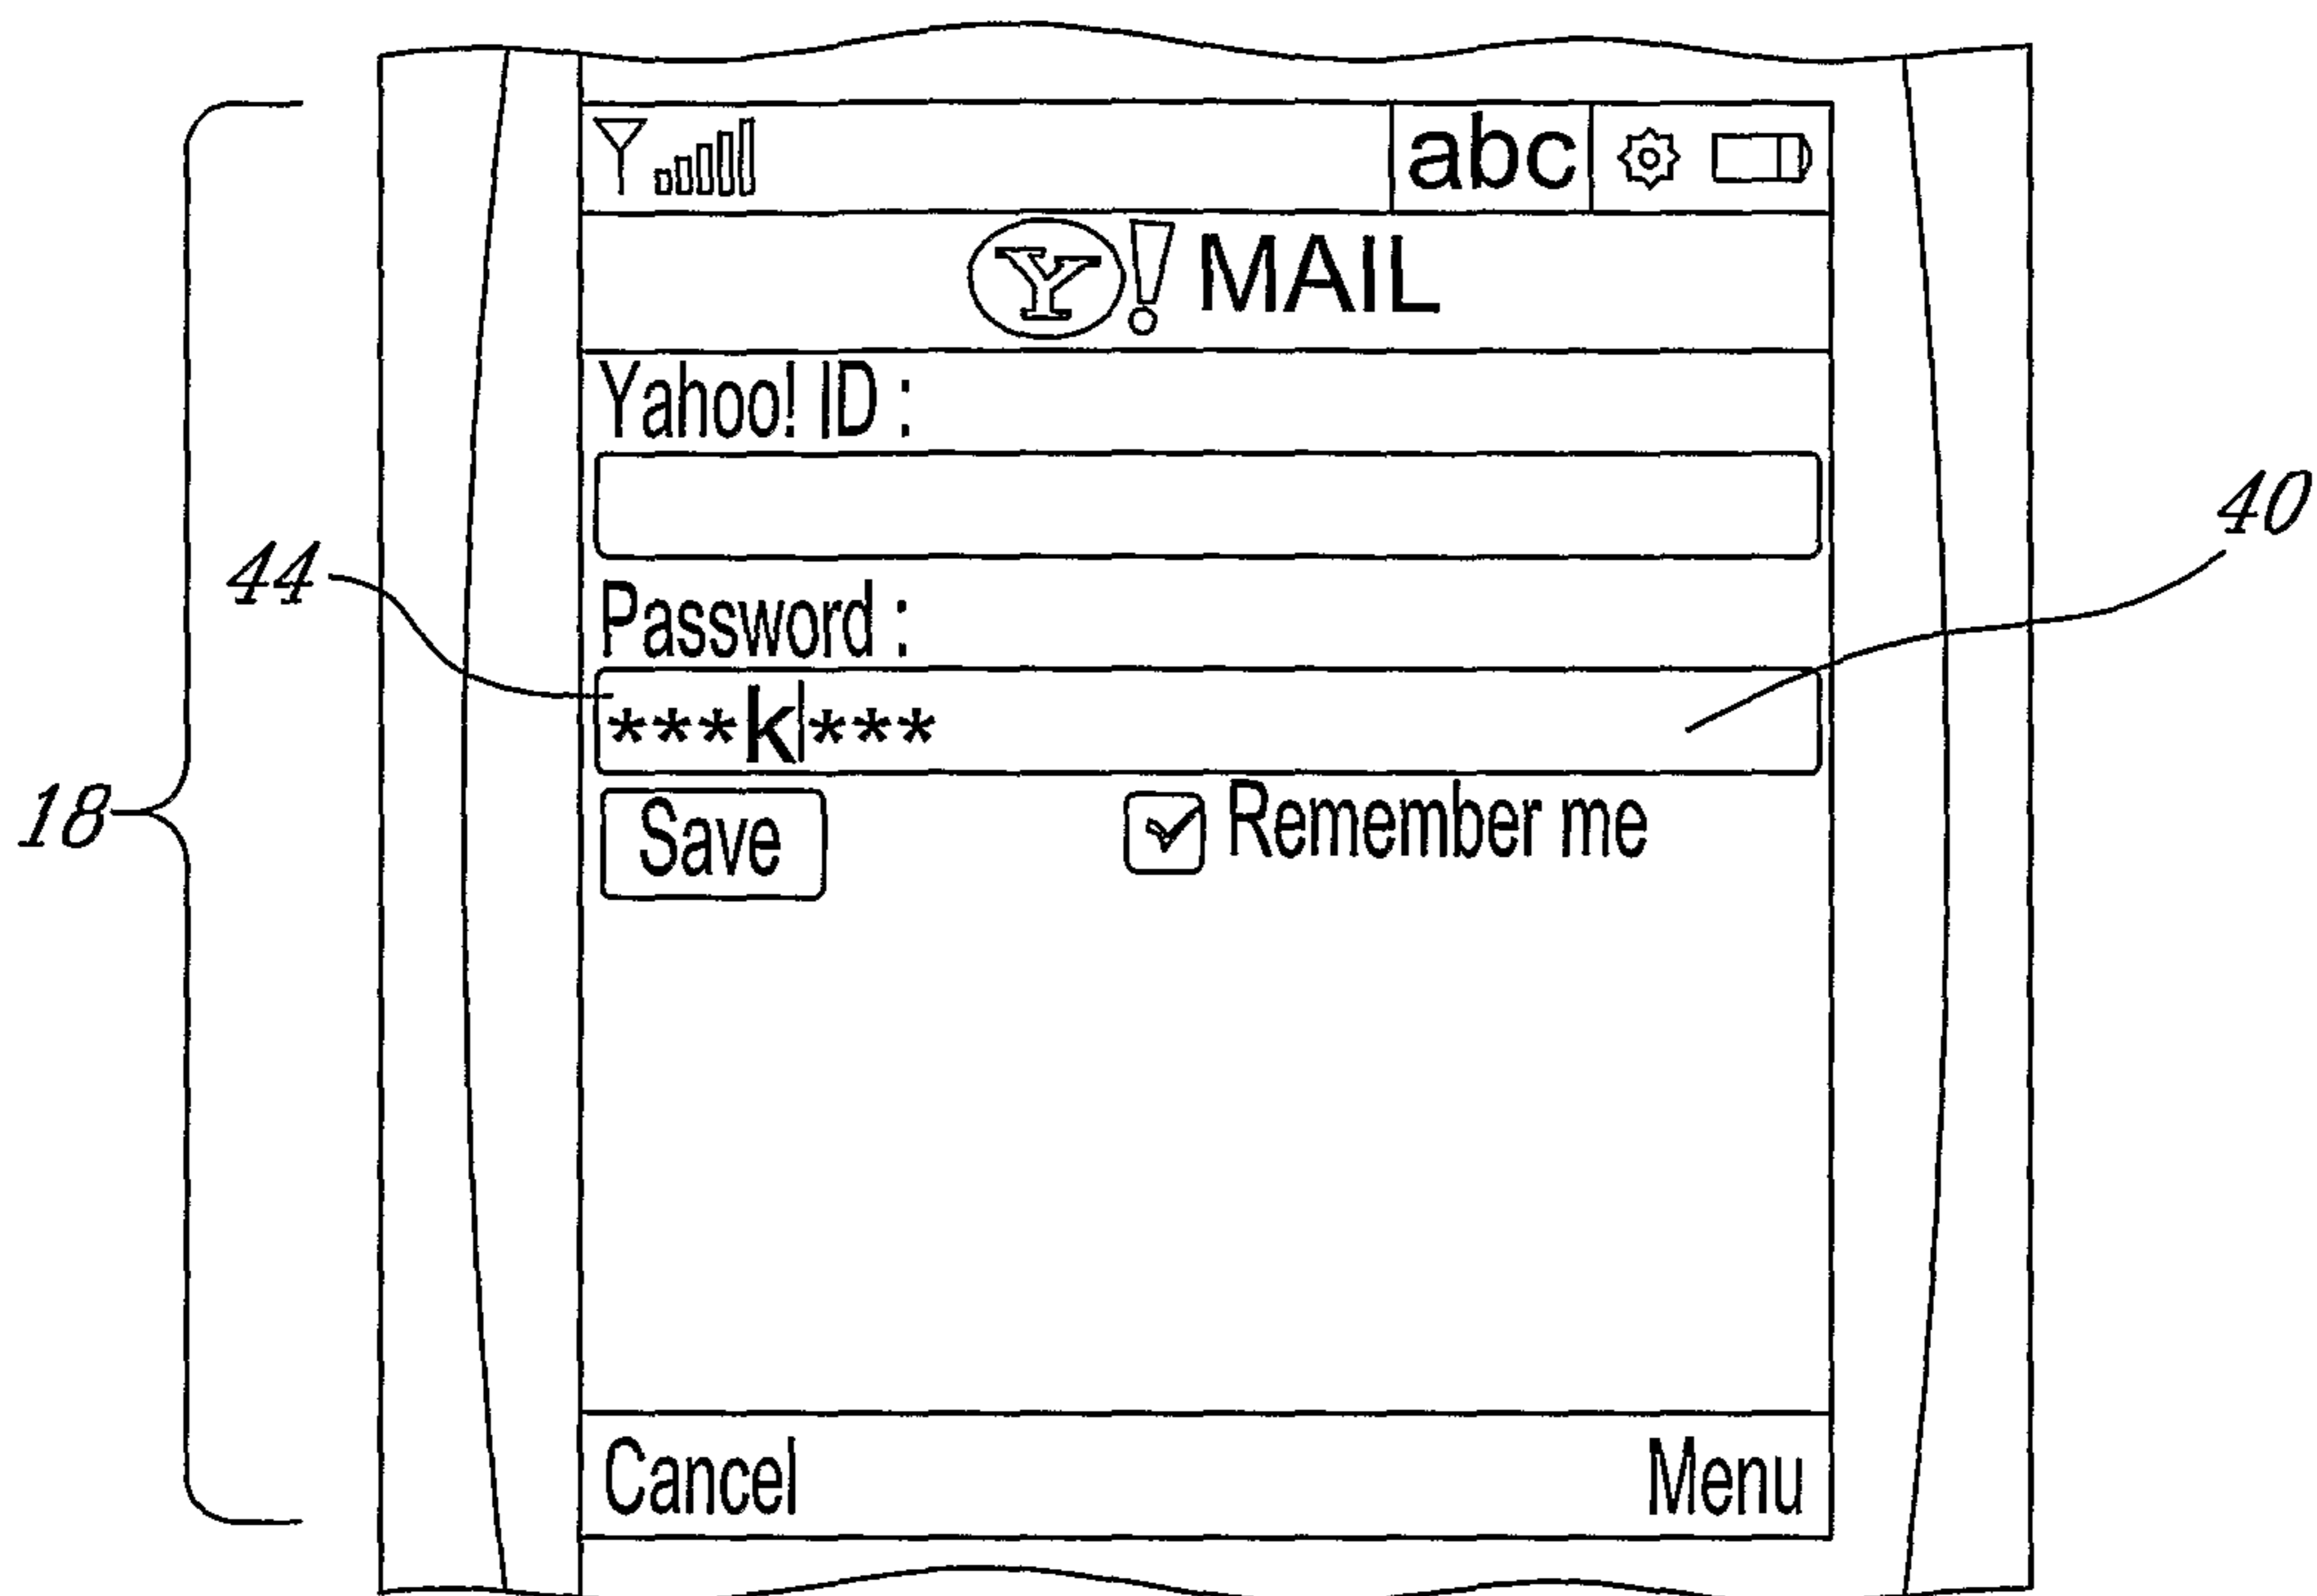 abc
Y! MAIL
Yahoo! ID :
40
44
Password :
***k|***
18
Save Remember me
Cancel Menu